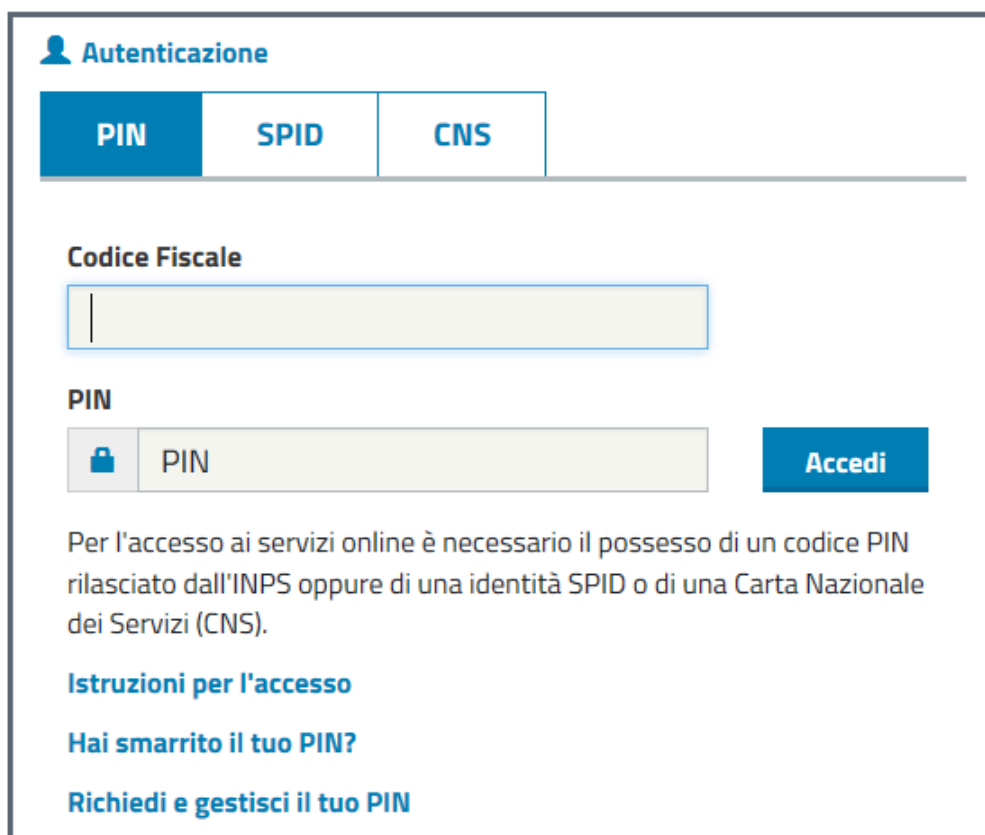 Autenticazione
PIN SPID CNS
Codice Fiscale
PIN
PIN Accedi
Per l'accesso ai servizi online è necessario il possesso di un codice PIN
rilasciato dall'INPS oppure di una identità SPID o di una Carta Nazionale
dei Servizi (CNS).
Istruzioni per l'accesso
Hai smarrito il tuo PIN?
Richiedi e gestisci il tuo PIN